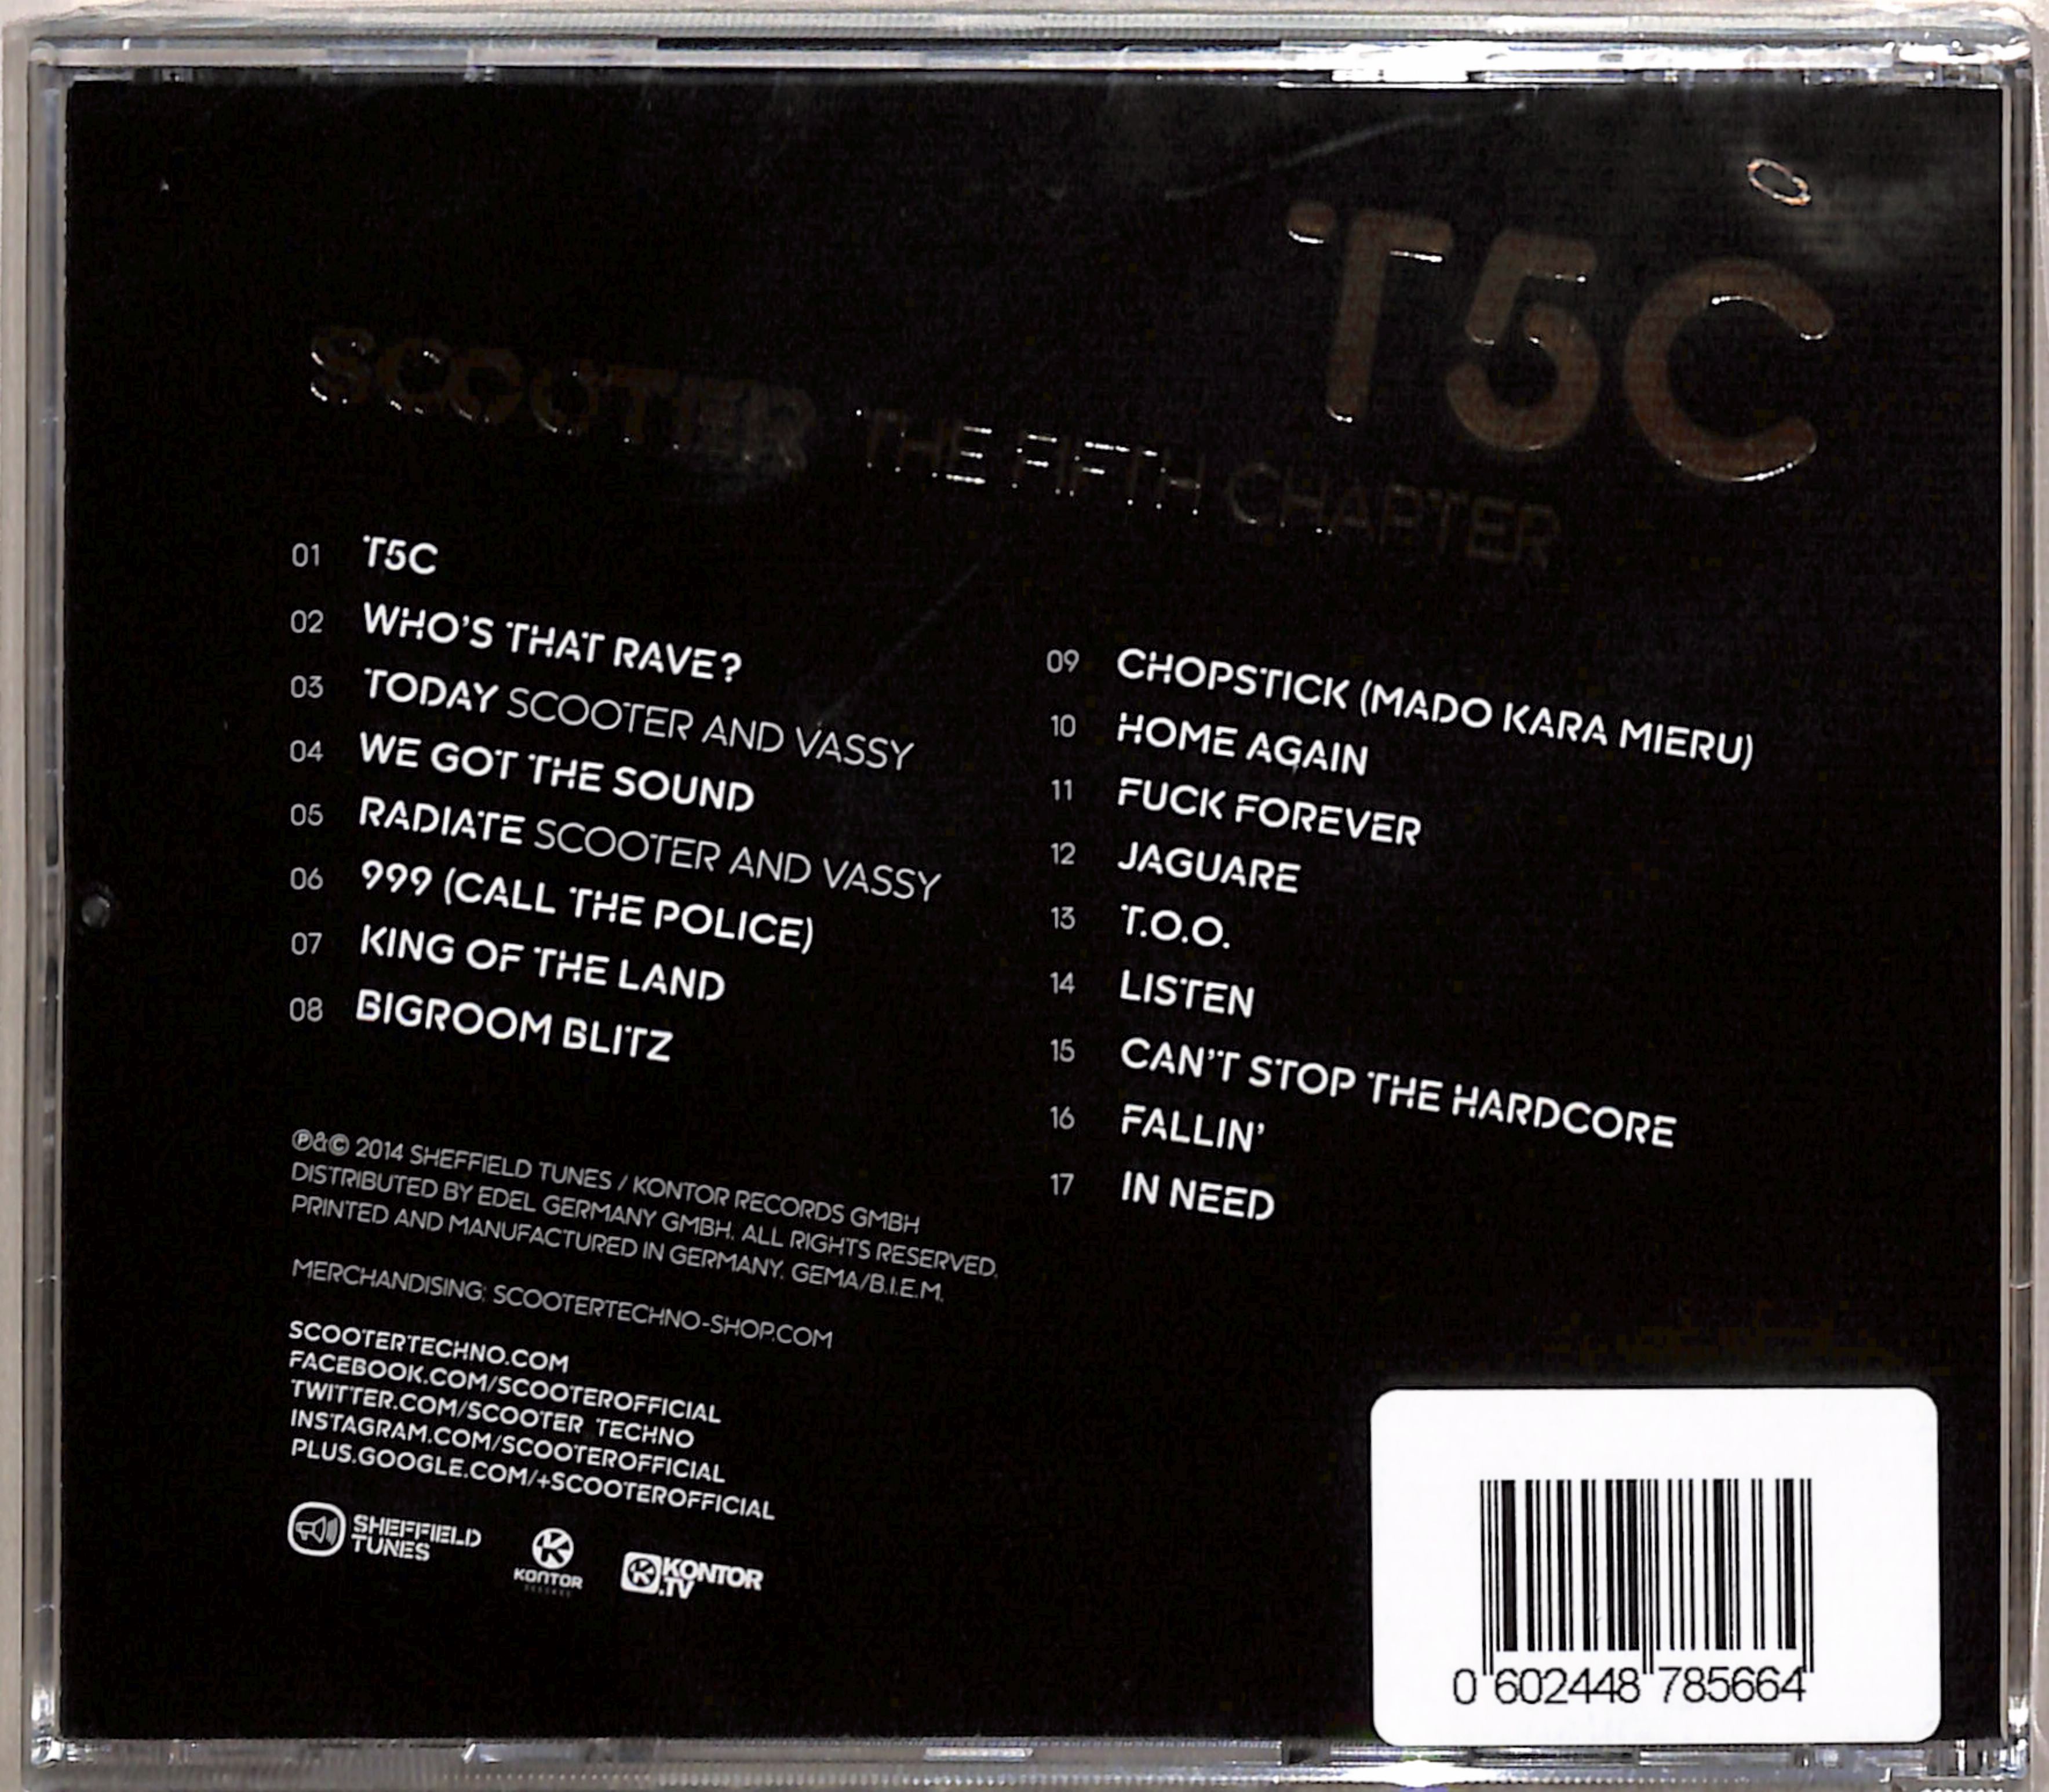 T5C
SCOOTER THE FIFTH CHAPTER
01 T5C
02 WHO'S THAT RAVE?
03 TODAY SCOOTER AND VASSY
04 WE GOT THE SOUND
05 RADIATE SCOOTER AND VASSY
06 999 (CALL THE POLICE)
07 KING OF THE LAND
08 BIGROOM BLITZ
09 CHOPSTICK (MADO KARA MIERU)
10 HOME AGAIN
11 FUCK FOREVER
12 JAGUARE
13 T.O.O.
14 LISTEN
15 CAN'T STOP THE HARDCORE
16 FALLIN'
17 IN NEED
℗&© 2014 SHEFFIELD TUNES / KONTOR RECORDS GMBH
DISTRIBUTED BY EDEL GERMANY GMBH. ALL RIGHTS RESERVED.
PRINTED AND MANUFACTURED IN GERMANY. GEMA/B.I.E.M.
MERCHANDISING: SCOOTERTECHNO-SHOP.COM
SCOOTERTECHNO.COM
FACEBOOK.COM/SCOOTEROFFICIAL
TWITTER.COM/SCOOTER TECHNO
INSTAGRAM.COM/SCOOTEROFFICIAL
PLUS.GOOGLE.COM/+SCOOTEROFFICIAL
SHEFFIELD
TUNES
K
KONTOR
K KONTOR
.TV
0 602448 785664